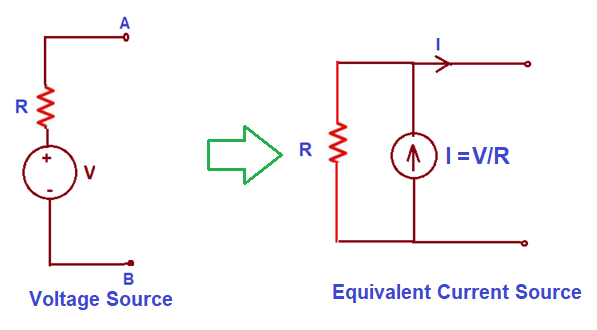 A
R
+
V
-
B
Voltage Source
I
R
I =V/R
Equivalent Current Source